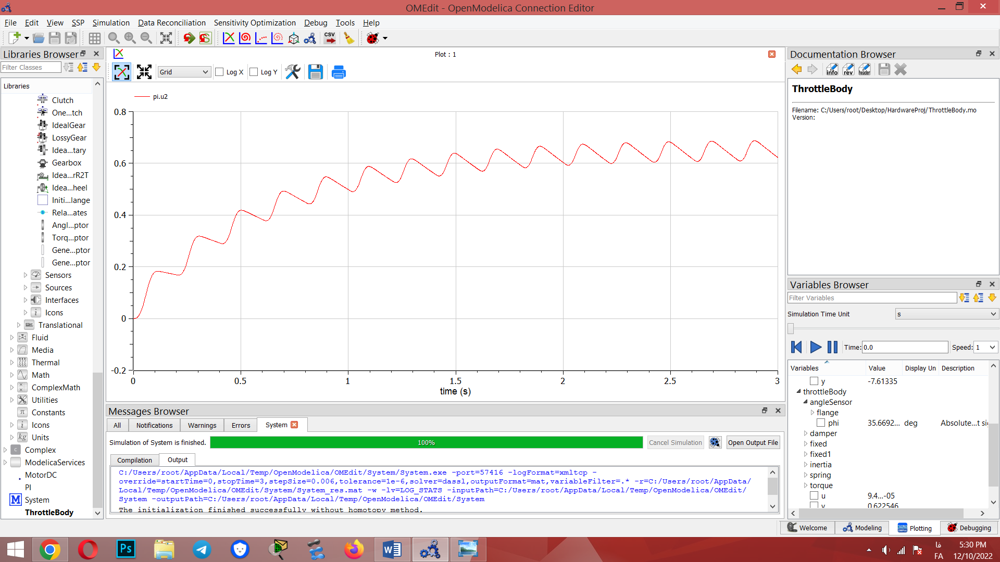 OMEdit - OpenModelica Connection Editor
File Edit View SSP Simulation Data Reconciliation Sensitivity Optimization Debug Tools Help
CSV
Libraries Browser
Filter Classes
Libraries
Clutch
One...tch
IdealGear
LossyGear
Idea...tary
Gearbox
Idea...rR2T
Idea...heel
Initi...lange
Rela...ates
Angl...ptor
Torq...ptor
Gene...ptor
Gene...ptor
Sensors
Sources
Interfaces
Icons
Translational
Fluid
Media
Thermal
Math
ComplexMath
Utilities
Constants
Icons
Units
Complex
ModelicaServices
MotorDC
PI
System
ThrottleBody
Plot : 1
Grid Log X Log Y
pi.u2
0.8
0.6
0.4
0.2
0
-0.2
0 0.5 1 1.5 2 2.5 3
time (s)
Messages Browser
All Notifications Warnings Errors System
Simulation of System is finished. 100% Cancel Simulation Open Output File
Compilation Output
C:/Users/root/AppData/Local/Temp/OpenModelica/OMEdit/System/System.exe -port=57416 -logFormat=xmltcp -
override=startTime=0,stopTime=3,stepSize=0.006,tolerance=1e-6,solver=dassl,outputFormat=mat,variableFilter=.* -r=C:/Users/root/AppData/
Local/Temp/OpenModelica/OMEdit/System/System_res.mat -w -lv=LOG_STATS -inputPath=C:/Users/root/AppData/Local/Temp/OpenModelica/OMEdit/
System -outputPath=C:/Users/root/AppData/Local/Temp/OpenModelica/OMEdit/System
The initialization finished successfully without homotopy method.
Documentation Browser
info rev header
ThrottleBody
Filename: C:/Users/root/Desktop/HardwareProj/ThrottleBody.mo
Version:
Variables Browser
Filter Variables
Simulation Time Unit s
Time: 0.0 Speed: 1
Variables Value Display Un Description
y -7.61335
throttleBody
angleSensor
flange
phi 35.6692... deg Absolute...t si
damper
fixed
fixed1
inertia
spring
torque
u 9.4...-05
y 0.622546
Welcome Modeling Plotting Debugging
Ps
فا
FA
5:30 PM
12/10/2022